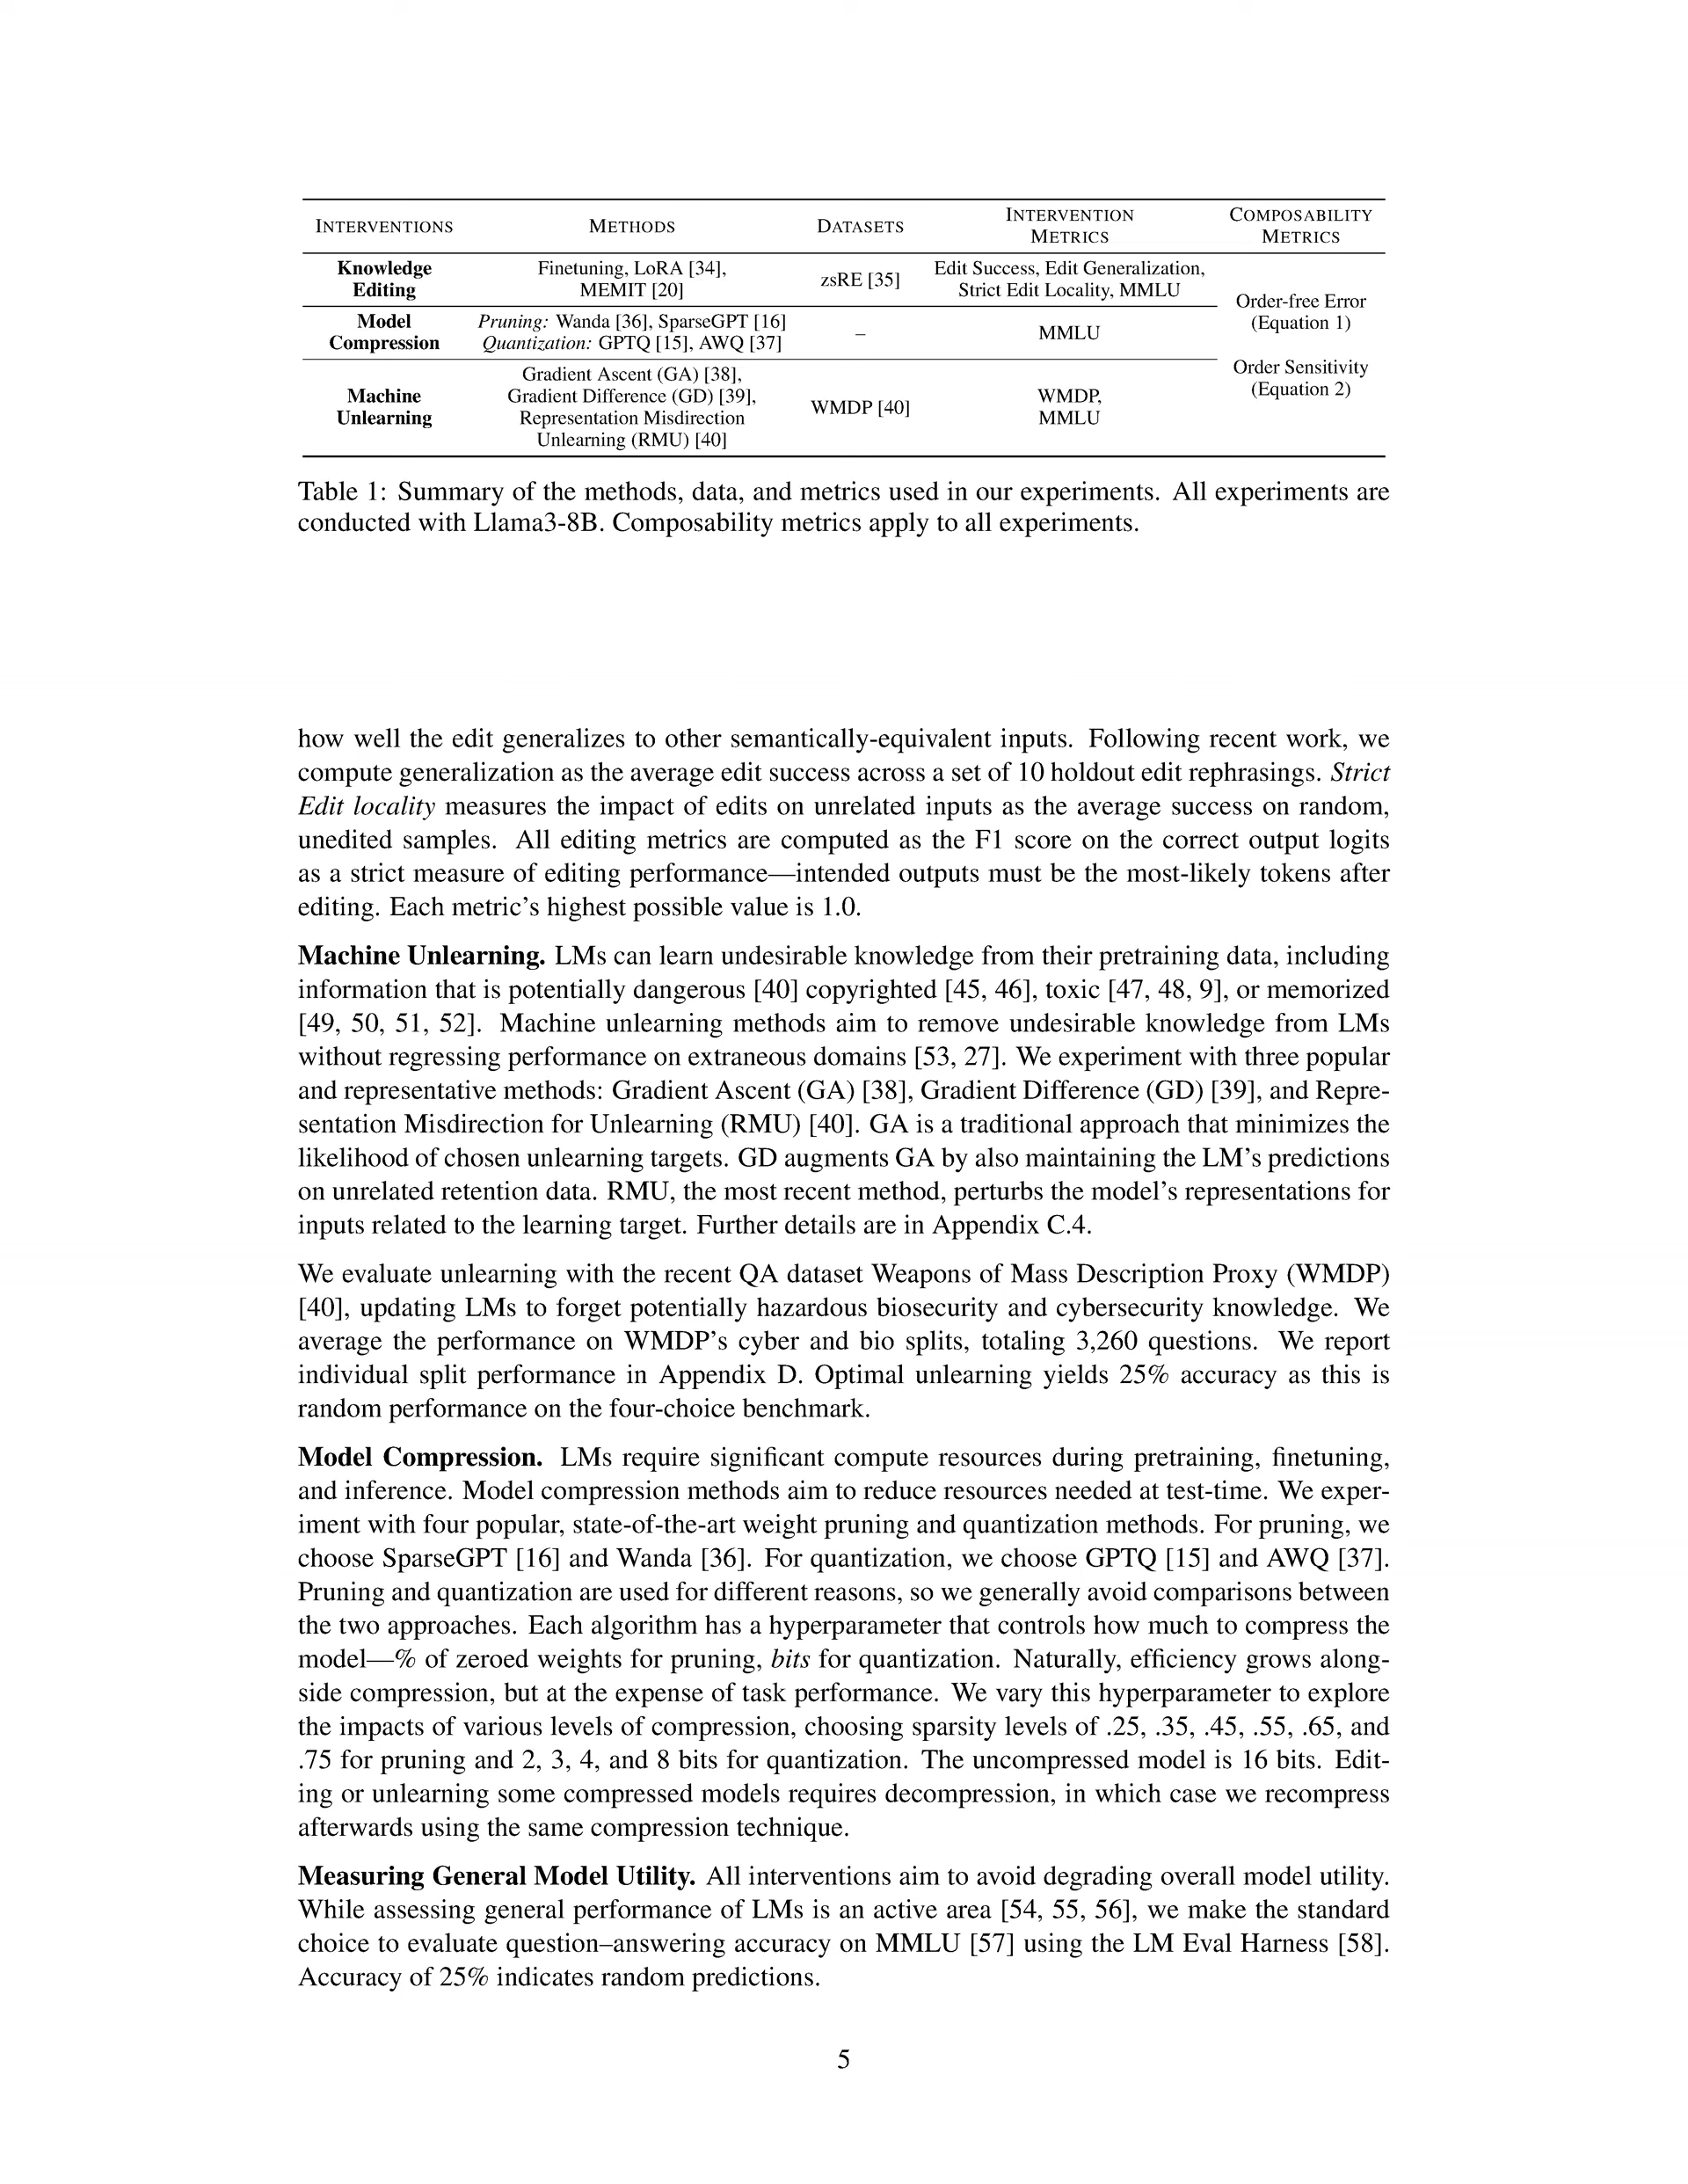 INTERVENTIONS METHODS DATASETS INTERVENTION METRICS COMPOSABILITY METRICS
Knowledge Editing Finetuning, LoRA [34], MEMIT [20] zsRE [35] Edit Success, Edit Generalization, Strict Edit Locality, MMLU
Model Compression Pruning: Wanda [36], SparseGPT [16] Quantization: GPTQ [15], AWQ [37] – MMLU
Machine Unlearning Gradient Ascent (GA) [38], Gradient Difference (GD) [39], Representation Misdirection Unlearning (RMU) [40] WMDP [40] WMDP, MMLU
Order-free Error
(Equation 1)
Order Sensitivity
(Equation 2)
Table 1: Summary of the methods, data, and metrics used in our experiments. All experiments are
conducted with Llama3-8B. Composability metrics apply to all experiments.
how well the edit generalizes to other semantically-equivalent inputs. Following recent work, we
compute generalization as the average edit success across a set of 10 holdout edit rephrasings. Strict
Edit locality measures the impact of edits on unrelated inputs as the average success on random,
unedited samples. All editing metrics are computed as the F1 score on the correct output logits
as a strict measure of editing performance—intended outputs must be the most-likely tokens after
editing. Each metric's highest possible value is 1.0.
Machine Unlearning. LMs can learn undesirable knowledge from their pretraining data, including
information that is potentially dangerous [40] copyrighted [45, 46], toxic [47, 48, 9], or memorized
[49, 50, 51, 52]. Machine unlearning methods aim to remove undesirable knowledge from LMs
without regressing performance on extraneous domains [53, 27]. We experiment with three popular
and representative methods: Gradient Ascent (GA) [38], Gradient Difference (GD) [39], and Repre-
sentation Misdirection for Unlearning (RMU) [40]. GA is a traditional approach that minimizes the
likelihood of chosen unlearning targets. GD augments GA by also maintaining the LM's predictions
on unrelated retention data. RMU, the most recent method, perturbs the model's representations for
inputs related to the learning target. Further details are in Appendix C.4.
We evaluate unlearning with the recent QA dataset Weapons of Mass Description Proxy (WMDP)
[40], updating LMs to forget potentially hazardous biosecurity and cybersecurity knowledge. We
average the performance on WMDP's cyber and bio splits, totaling 3,260 questions. We report
individual split performance in Appendix D. Optimal unlearning yields 25% accuracy as this is
random performance on the four-choice benchmark.
Model Compression. LMs require significant compute resources during pretraining, finetuning,
and inference. Model compression methods aim to reduce resources needed at test-time. We exper-
iment with four popular, state-of-the-art weight pruning and quantization methods. For pruning, we
choose SparseGPT [16] and Wanda [36]. For quantization, we choose GPTQ [15] and AWQ [37].
Pruning and quantization are used for different reasons, so we generally avoid comparisons between
the two approaches. Each algorithm has a hyperparameter that controls how much to compress the
model—% of zeroed weights for pruning, bits for quantization. Naturally, efficiency grows along-
side compression, but at the expense of task performance. We vary this hyperparameter to explore
the impacts of various levels of compression, choosing sparsity levels of .25, .35, .45, .55, .65, and
.75 for pruning and 2, 3, 4, and 8 bits for quantization. The uncompressed model is 16 bits. Edit-
ing or unlearning some compressed models requires decompression, in which case we recompress
afterwards using the same compression technique.
Measuring General Model Utility. All interventions aim to avoid degrading overall model utility.
While assessing general performance of LMs is an active area [54, 55, 56], we make the standard
choice to evaluate question–answering accuracy on MMLU [57] using the LM Eval Harness [58].
Accuracy of 25% indicates random predictions.
5